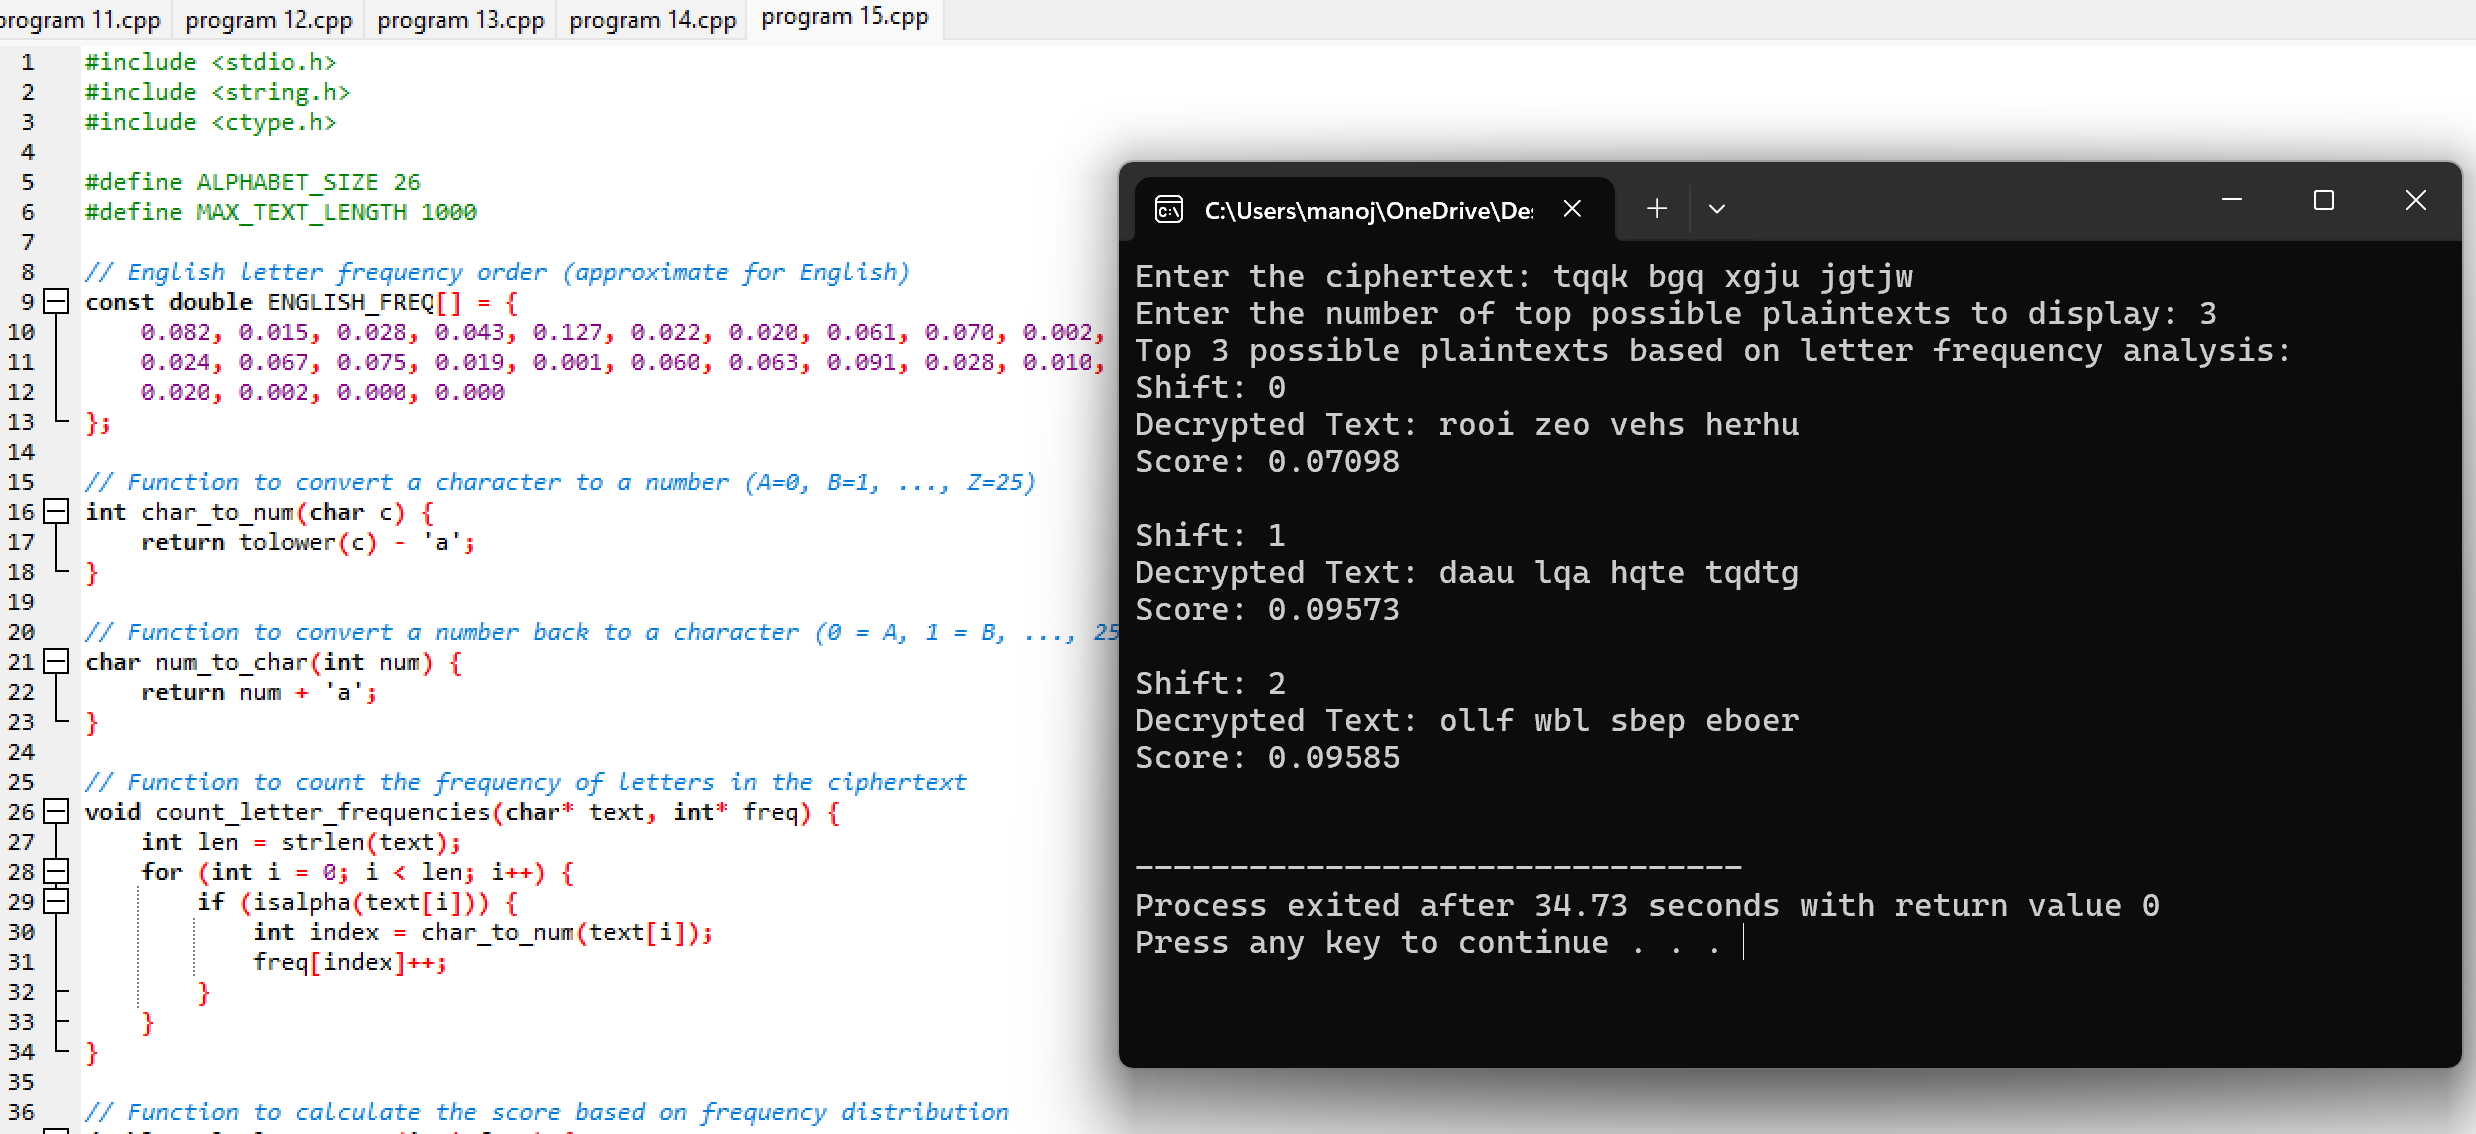 program 11.cpp program 12.cpp program 13.cpp program 14.cpp program 15.cpp
1 #include <stdio.h>
2 #include <string.h>
3 #include <ctype.h>
4
5 #define ALPHABET_SIZE 26
6 #define MAX_TEXT_LENGTH 1000
7
8 // English letter frequency order (approximate for English)
9 const double ENGLISH_FREQ[] = {
10 0.082, 0.015, 0.028, 0.043, 0.127, 0.022, 0.020, 0.061, 0.070, 0.002,
11 0.024, 0.067, 0.075, 0.019, 0.001, 0.060, 0.063, 0.091, 0.028, 0.010,
12 0.020, 0.002, 0.000, 0.000
13 };
14
15 // Function to convert a character to a number (A=0, B=1, ..., Z=25)
16 int char_to_num(char c) {
17 return tolower(c) - 'a';
18 }
19
20 // Function to convert a number back to a character (0 = A, 1 = B, ..., 25
21 char num_to_char(int num) {
22 return num + 'a';
23 }
24
25 // Function to count the frequency of letters in the ciphertext
26 void count_letter_frequencies(char* text, int* freq) {
27 int len = strlen(text);
28 for (int i = 0; i < len; i++) {
29 if (isalpha(text[i])) {
30 int index = char_to_num(text[i]);
31 freq[index]++;
32 }
33 }
34 }
35
36 // Function to calculate the score based on frequency distribution
C:\Users\manoj\OneDrive\Des
Enter the ciphertext: tqqk bgq xgju jgtjw
Enter the number of top possible plaintexts to display: 3
Top 3 possible plaintexts based on letter frequency analysis:
Shift: 0
Decrypted Text: rooi zeo vehs herhu
Score: 0.07098
Shift: 1
Decrypted Text: daau lqa hqte tqdtg
Score: 0.09573
Shift: 2
Decrypted Text: ollf wbl sbep eboer
Score: 0.09585
--------------------------------
Process exited after 34.73 seconds with return value 0
Press any key to continue . . .